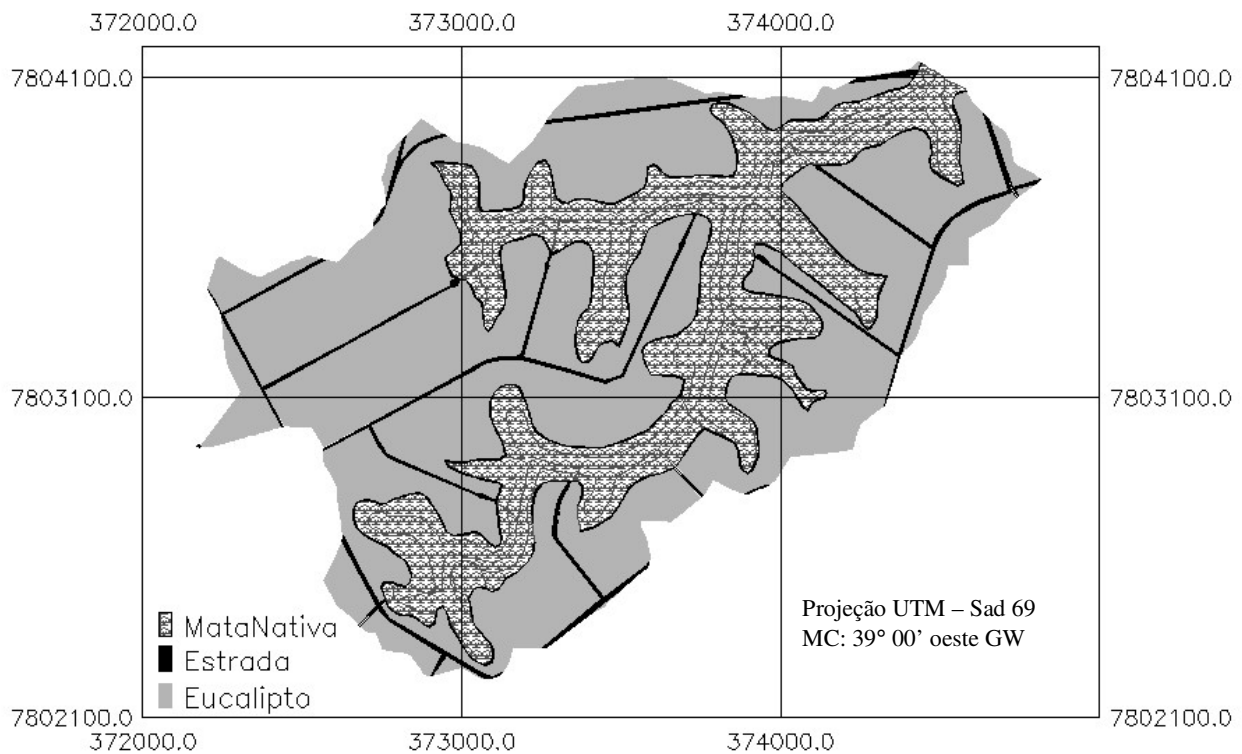 372000.0 373000.0 374000.0
7804100.0 7804100.0
7803100.0 7803100.0
Projeção UTM – Sad 69
MC: 39° 00’ oeste GW
MataNativa
Estrada
Eucalipto
7802100.0 7802100.0
372000.0 373000.0 374000.0